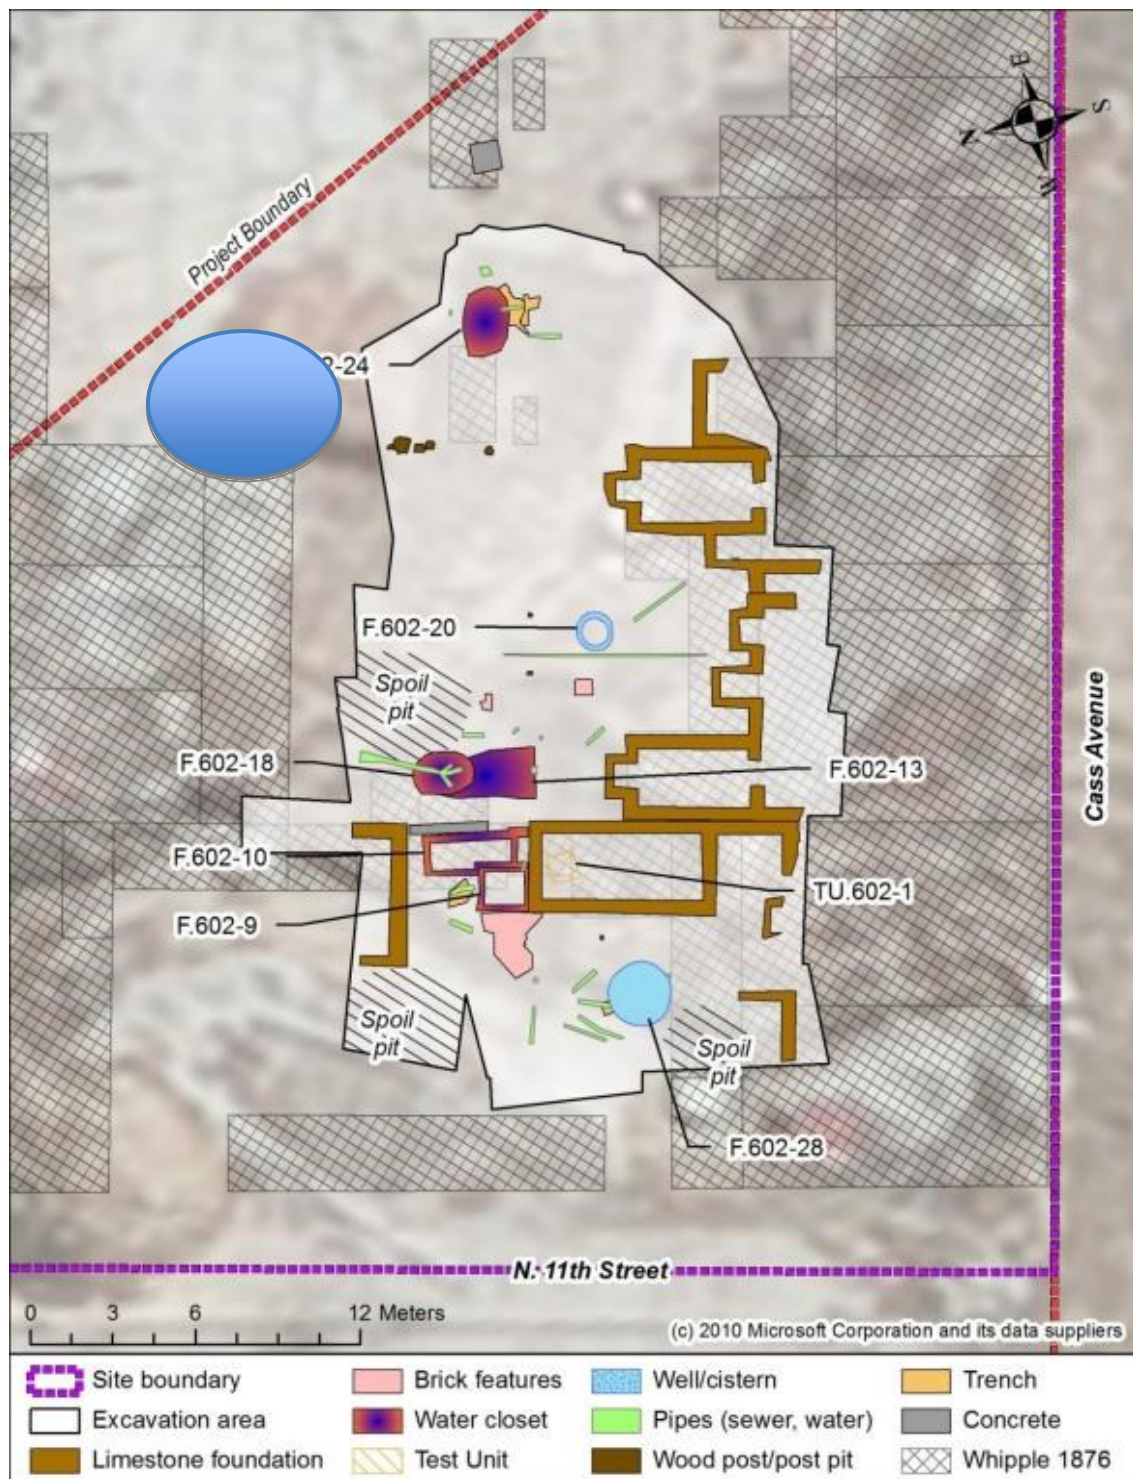 E
S
N
W
Project Boundary
2-24
F.602-20
Spoil
pit
F.602-18
F.602-13
Cass Avenue
F.602-10
TU.602-1
F.602-9
Spoil
pit
Spoil
pit
F.602-28
N. 11th Street
0 3 6 12 Meters
(c) 2010 Microsoft Corporation and its data suppliers
Site boundary
Brick features
Well/cistern
Trench
Excavation area
Water closet
Pipes (sewer, water)
Concrete
Limestone foundation
Test Unit
Wood post/post pit
Whipple 1876